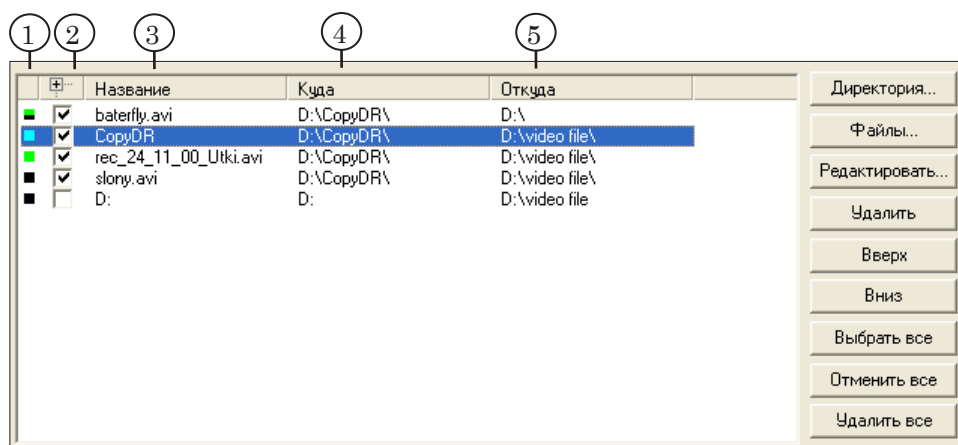 1 2 3 4 5
Название Куда Откуда
baterfly.avi D:\CopyDR\ D:\
CopyDR D:\CopyDR\ D:\video file\
rec_24_11_00_Utki.avi D:\CopyDR\ D:\video file\
slony.avi D:\CopyDR\ D:\video file\
D: D: D:\video file
Директория...
Файлы...
Редактировать...
Удалить
Вверх
Вниз
Выбрать все
Отменить все
Удалить все